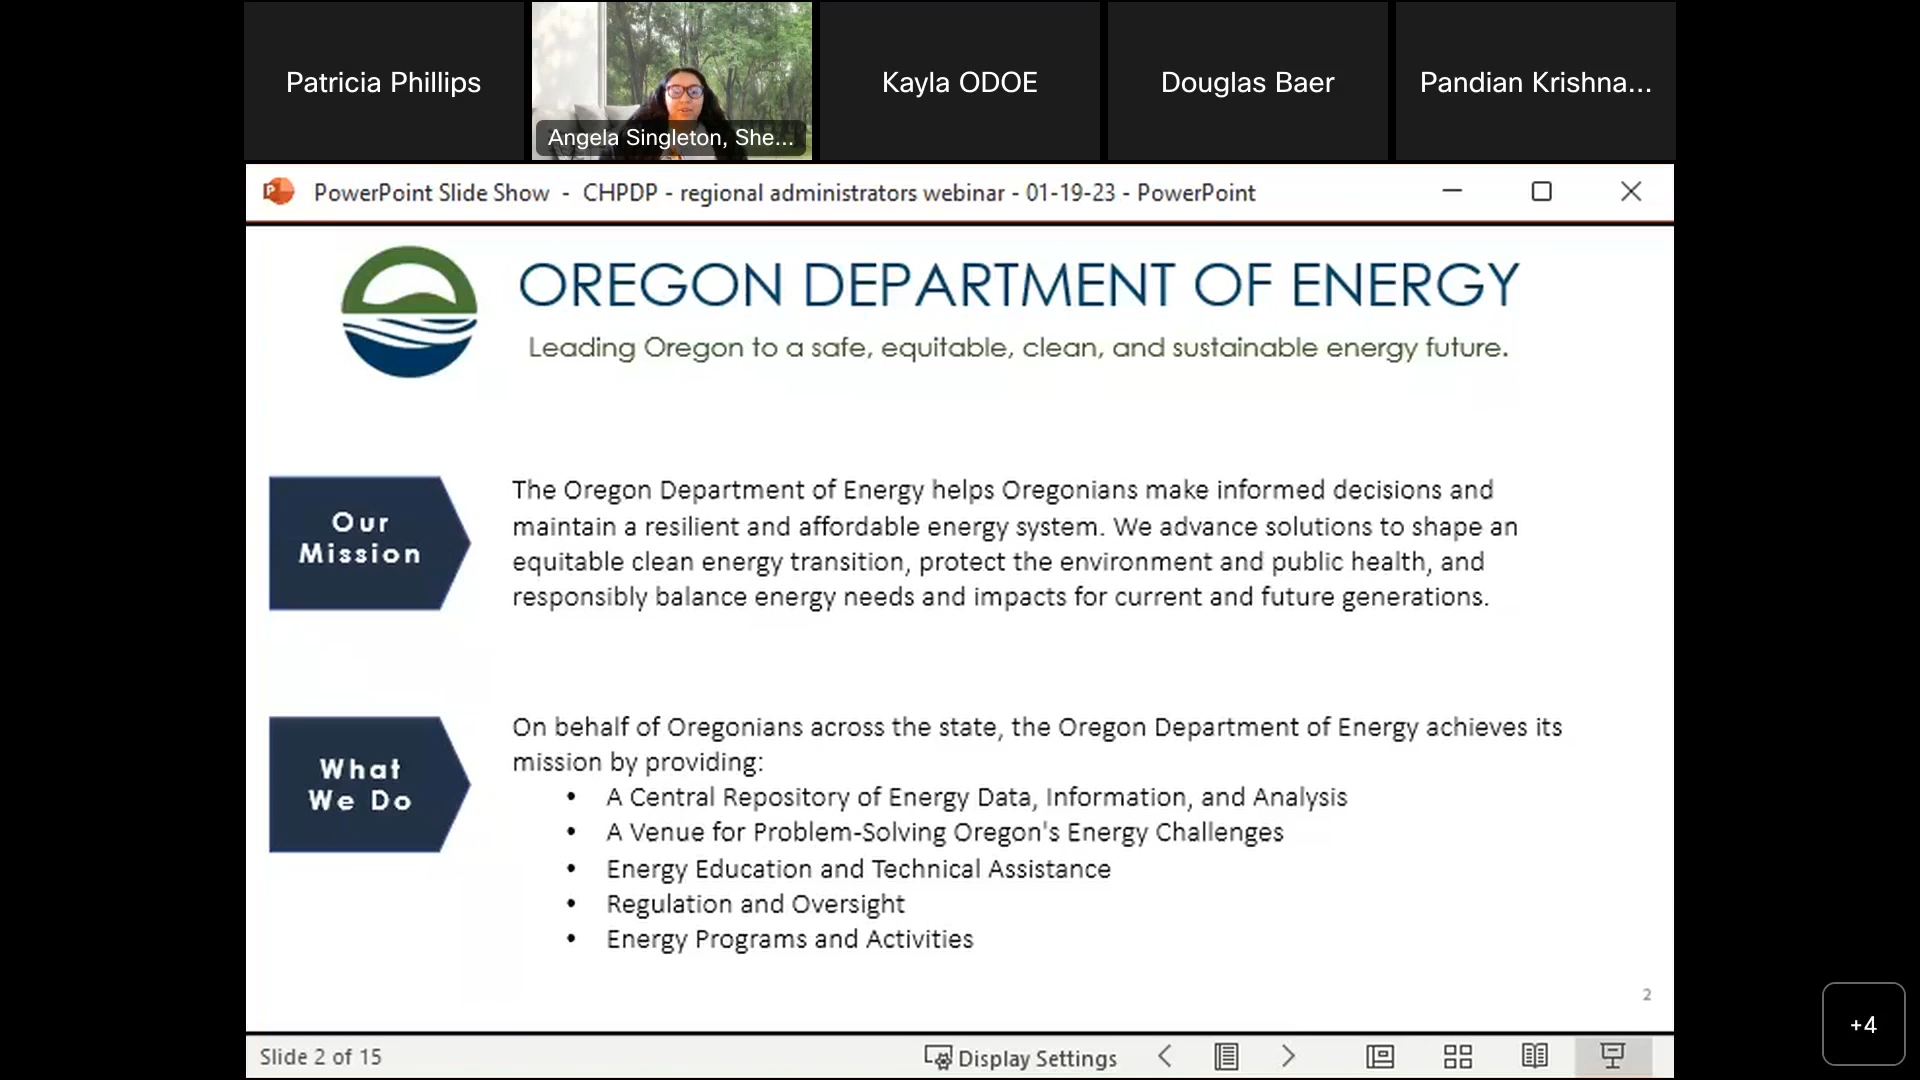 Patricia Phillips
Angela Singleton, She...
Kayla ODOE
Douglas Baer
Pandian Krishna...
PowerPoint Slide Show - CHPDP - regional administrators webinar - 01-19-23 - PowerPoint
OREGON DEPARTMENT OF ENERGY
Leading Oregon to a safe, equitable, clean, and sustainable energy future.
Our
Mission
The Oregon Department of Energy helps Oregonians make informed decisions and
maintain a resilient and affordable energy system. We advance solutions to shape an
equitable clean energy transition, protect the environment and public health, and
responsibly balance energy needs and impacts for current and future generations.
What
We Do
On behalf of Oregonians across the state, the Oregon Department of Energy achieves its
mission by providing:
• A Central Repository of Energy Data, Information, and Analysis
• A Venue for Problem-Solving Oregon's Energy Challenges
• Energy Education and Technical Assistance
• Regulation and Oversight
• Energy Programs and Activities
2
+4
Slide 2 of 15
Display Settings